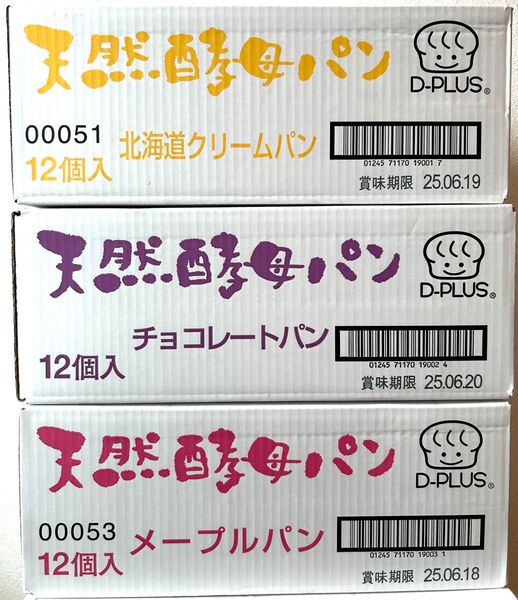 天然酵母パン
D-PLUS®
00051 北海道クリームパン
12個入
01245 71170 19001 7
賞味期限 25.06.19
天然酵母パン
D-PLUS®
チョコレートパン
12個入
01245 71170 19002 4
賞味期限 25.06.20
天然酵母パン
D-PLUS®
00053 メープルパン
12個入
01245 71170 19003 1
賞味期限 25.06.18